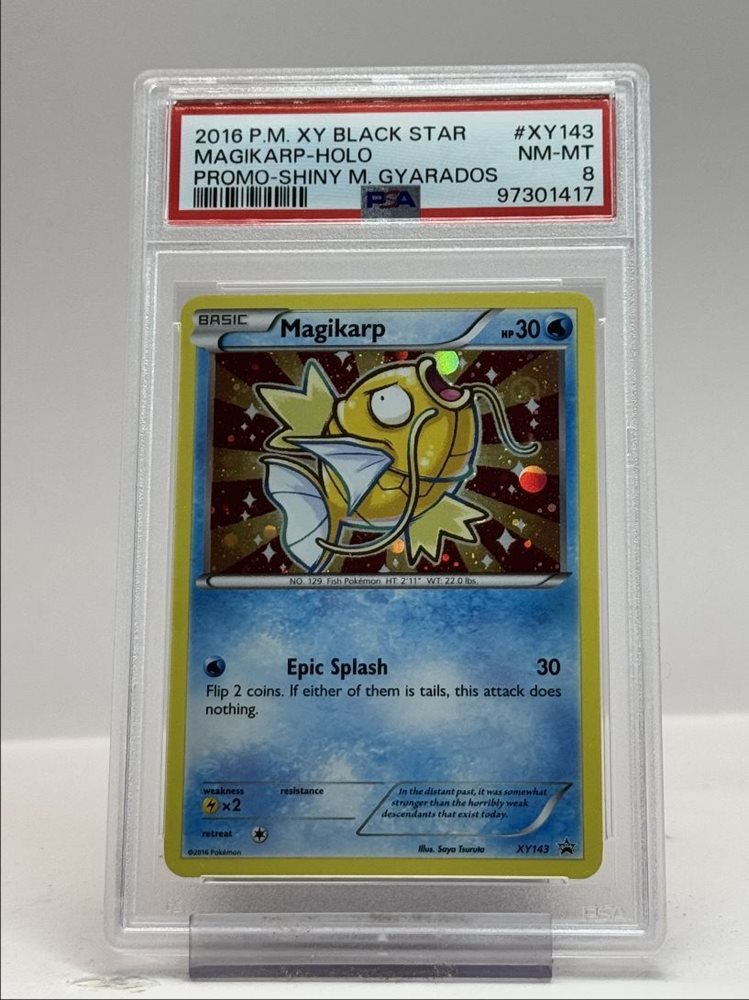 2016 P.M. XY BLACK STAR #XY143
MAGIKARP-HOLO NM-MT
PROMO-SHINY M. GYARADOS 8
PSA 97301417
BASIC Magikarp HP 30
NO. 129 Fish Pokémon HT: 2'11" WT: 22.0 lbs.
Epic Splash 30
Flip 2 coins. If either of them is tails, this attack does
nothing.
weakness resistance
×2
In the distant past, it was somewhat
stronger than the horribly weak
descendants that exist today.
retreat
©2016 Pokémon Illus. Saya Tsuruta XY143
PSA